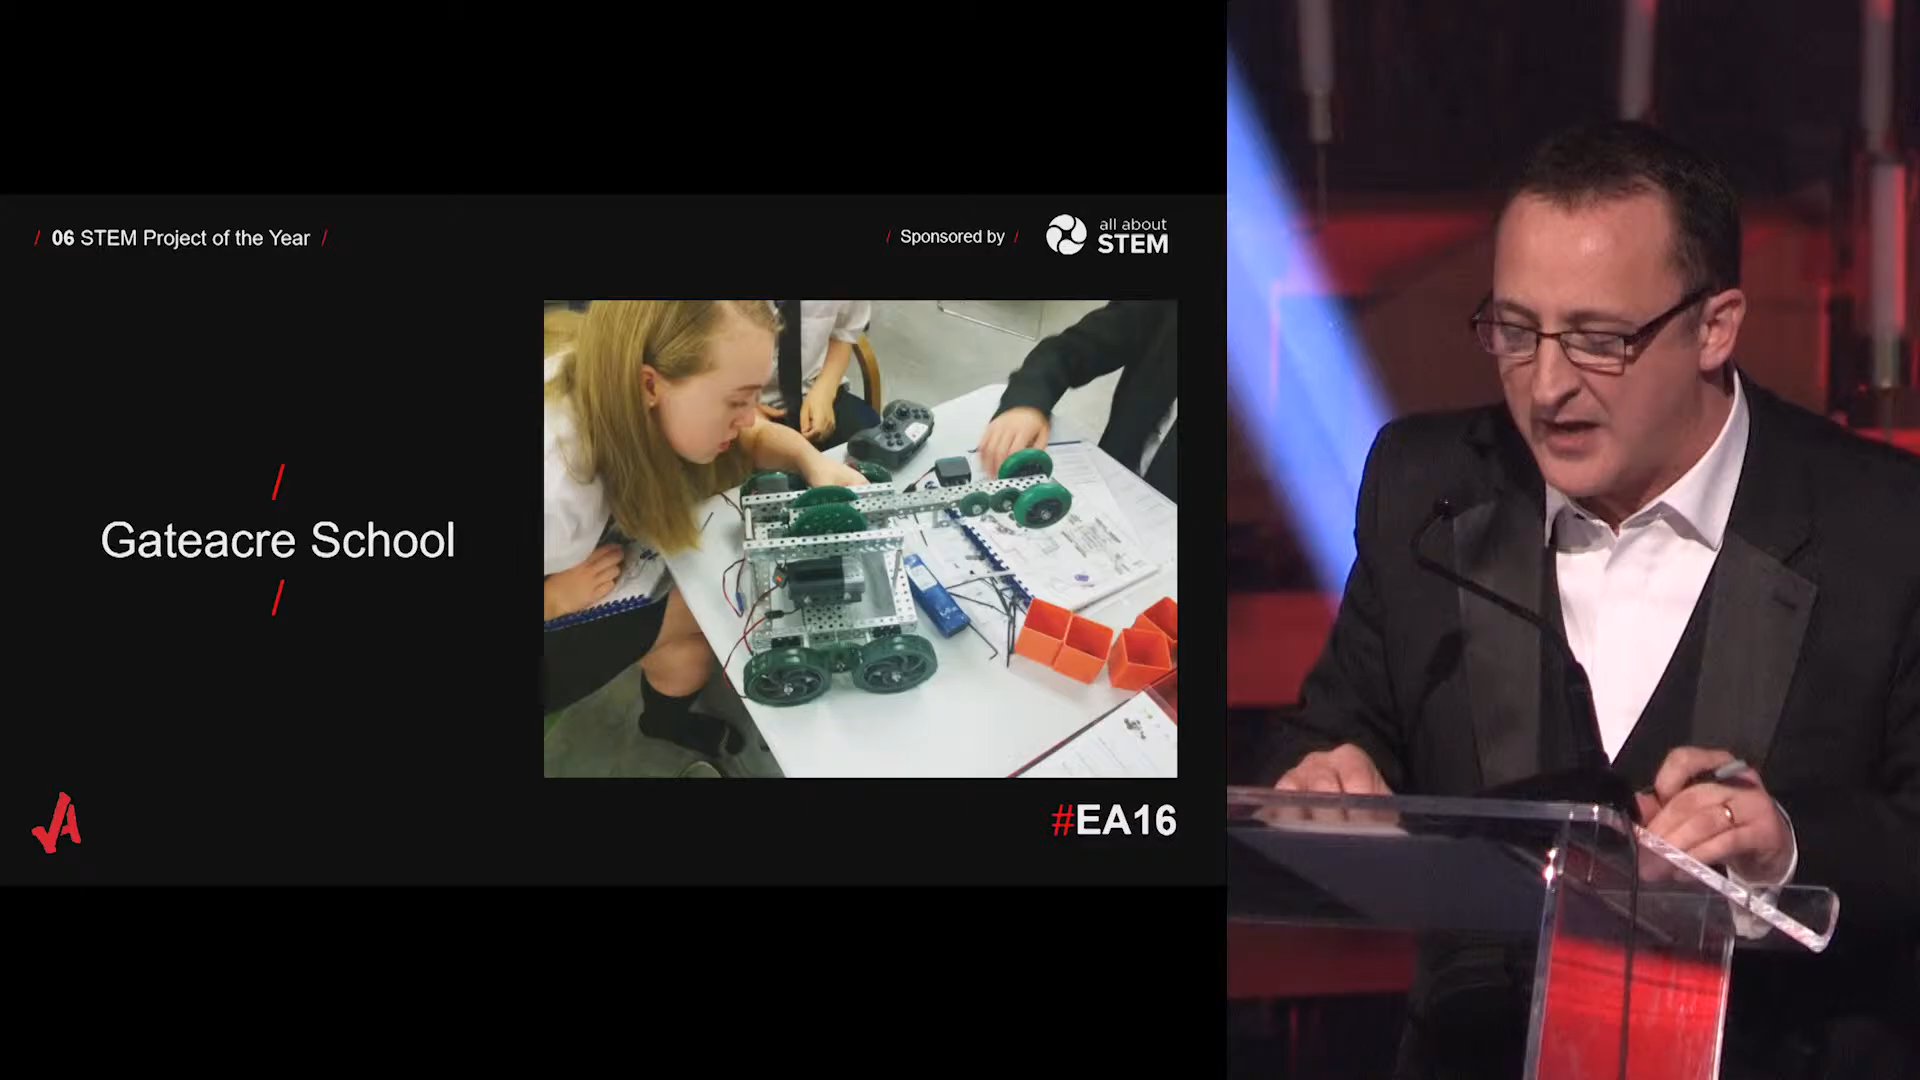 / 06 STEM Project of the Year /
/ Sponsored by /
all about
STEM
/
Gateacre School
/
#EA16